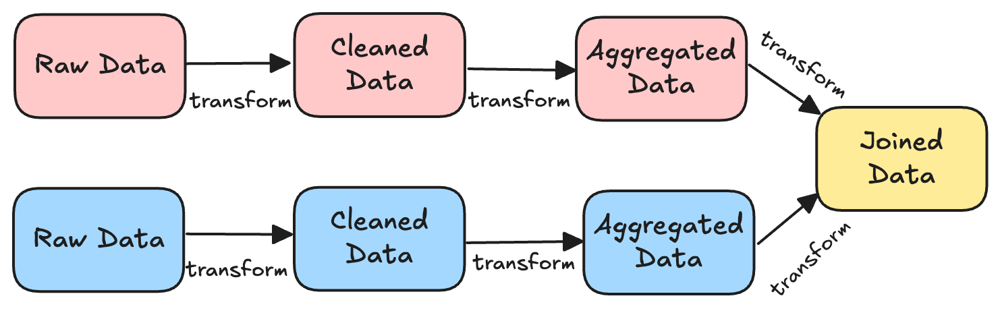 Raw Data
transform
Cleaned
Data
transform
Aggregated
Data
transform
Joined
Data
Raw Data
transform
Cleaned
Data
transform
Aggregated
Data
transform